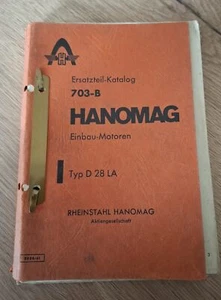 Ersatzteil-Katalog
703-B
HANOMAG
Einbau-Motoren
Typ D 28 LA
RHEINSTAHL HANOMAG
Aktiengesellschaft